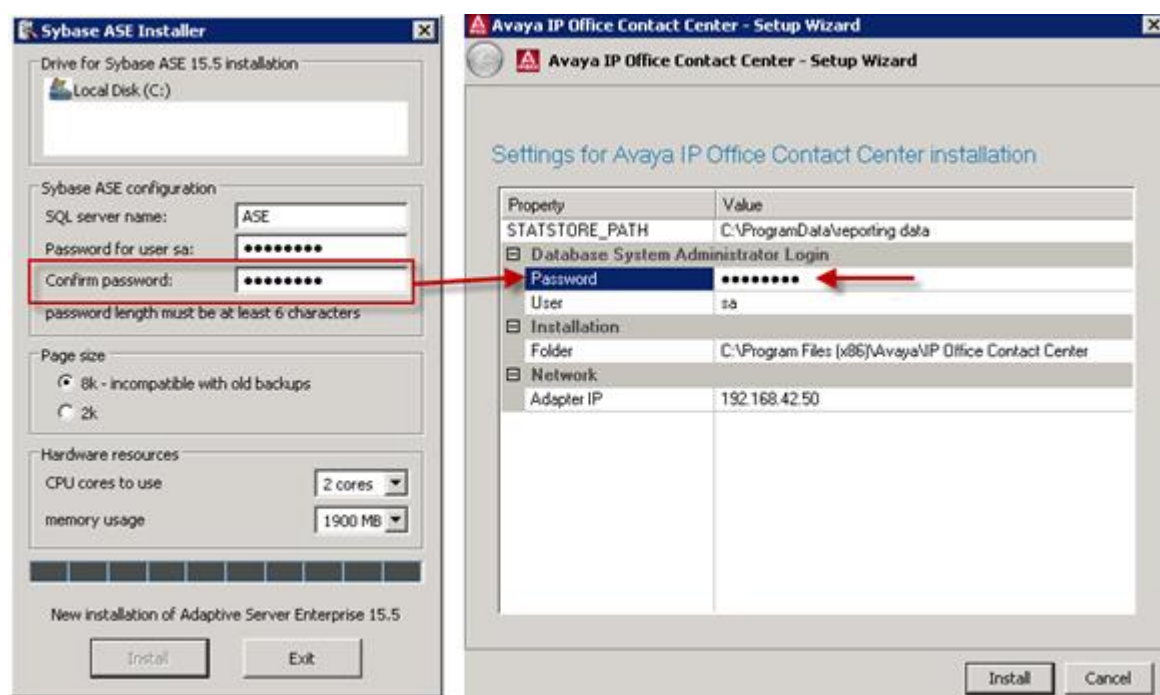 Sybase ASE Installer
Drive for Sybase ASE 15.5 installation
Local Disk (C:)
Sybase ASE configuration
SQL server name: ASE
Password for user sa: ●●●●●●●●
Confirm password: ●●●●●●●●
password length must be at least 6 characters
Page size
8k - incompatible with old backups
2k
Hardware resources
CPU cores to use 2 cores
memory usage 1900 MB
New installation of Adaptive Server Enterprise 15.5
Install Exit
Avaya IP Office Contact Center - Setup Wizard
Avaya IP Office Contact Center - Setup Wizard
Settings for Avaya IP Office Contact Center installation
Property Value
STATSTORE_PATH C:\ProgramData\reporting data
Database System Administrator Login
Password ●●●●●●●●
User sa
Installation
Folder C:\Program Files (x86)\Avaya\IP Office Contact Center
Network
Adapter IP 192.168.42.50
Install Cancel